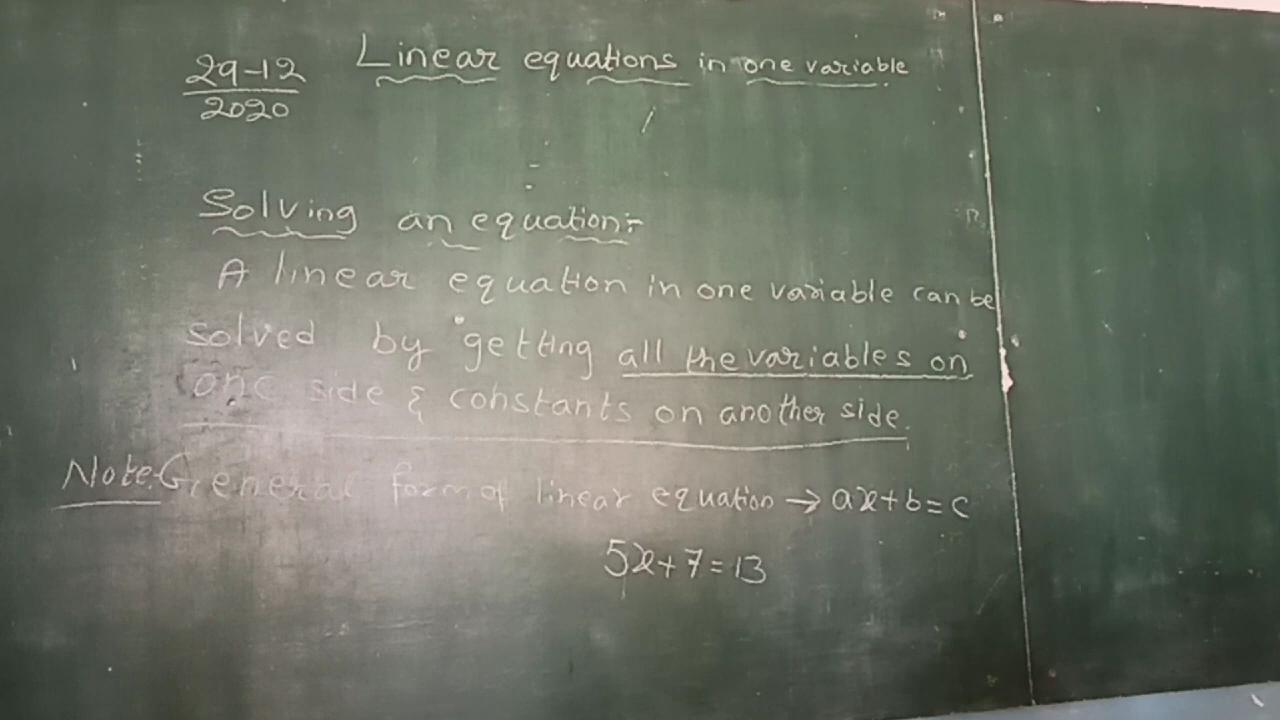 29-12
2020
Linear equations in one variable
Solving an equation:-
A linear equation in one variable can be
solved by getting all the variables on
one side & constants on another side.
Note:General form of linear equation → ax+b=c
5x+7=13